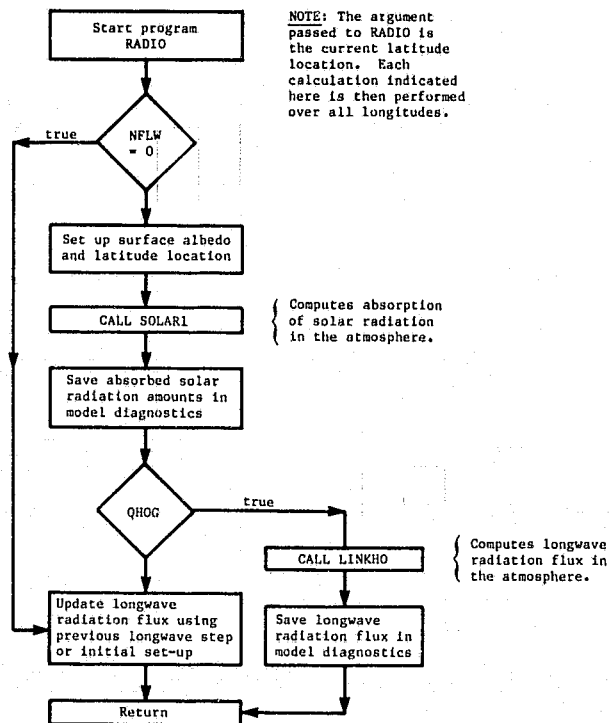 Start program
RADIO
NOTE: The argument
passed to RADIO is
the current latitude
location. Each
calculation indicated
here is then performed
over all longitudes.
true
NFLW
= 0
Set up surface albedo
and latitude location
CALL SOLAR1
Computes absorption
of solar radiation
in the atmosphere.
Save absorbed solar
radiation amounts in
model diagnostics
QHOG
true
CALL LINKHO
Computes longwave
radiation flux in
the atmosphere.
Update longwave
radiation flux using
previous longwave step
or initial set-up
Save longwave
radiation flux in
model diagnostics
Return